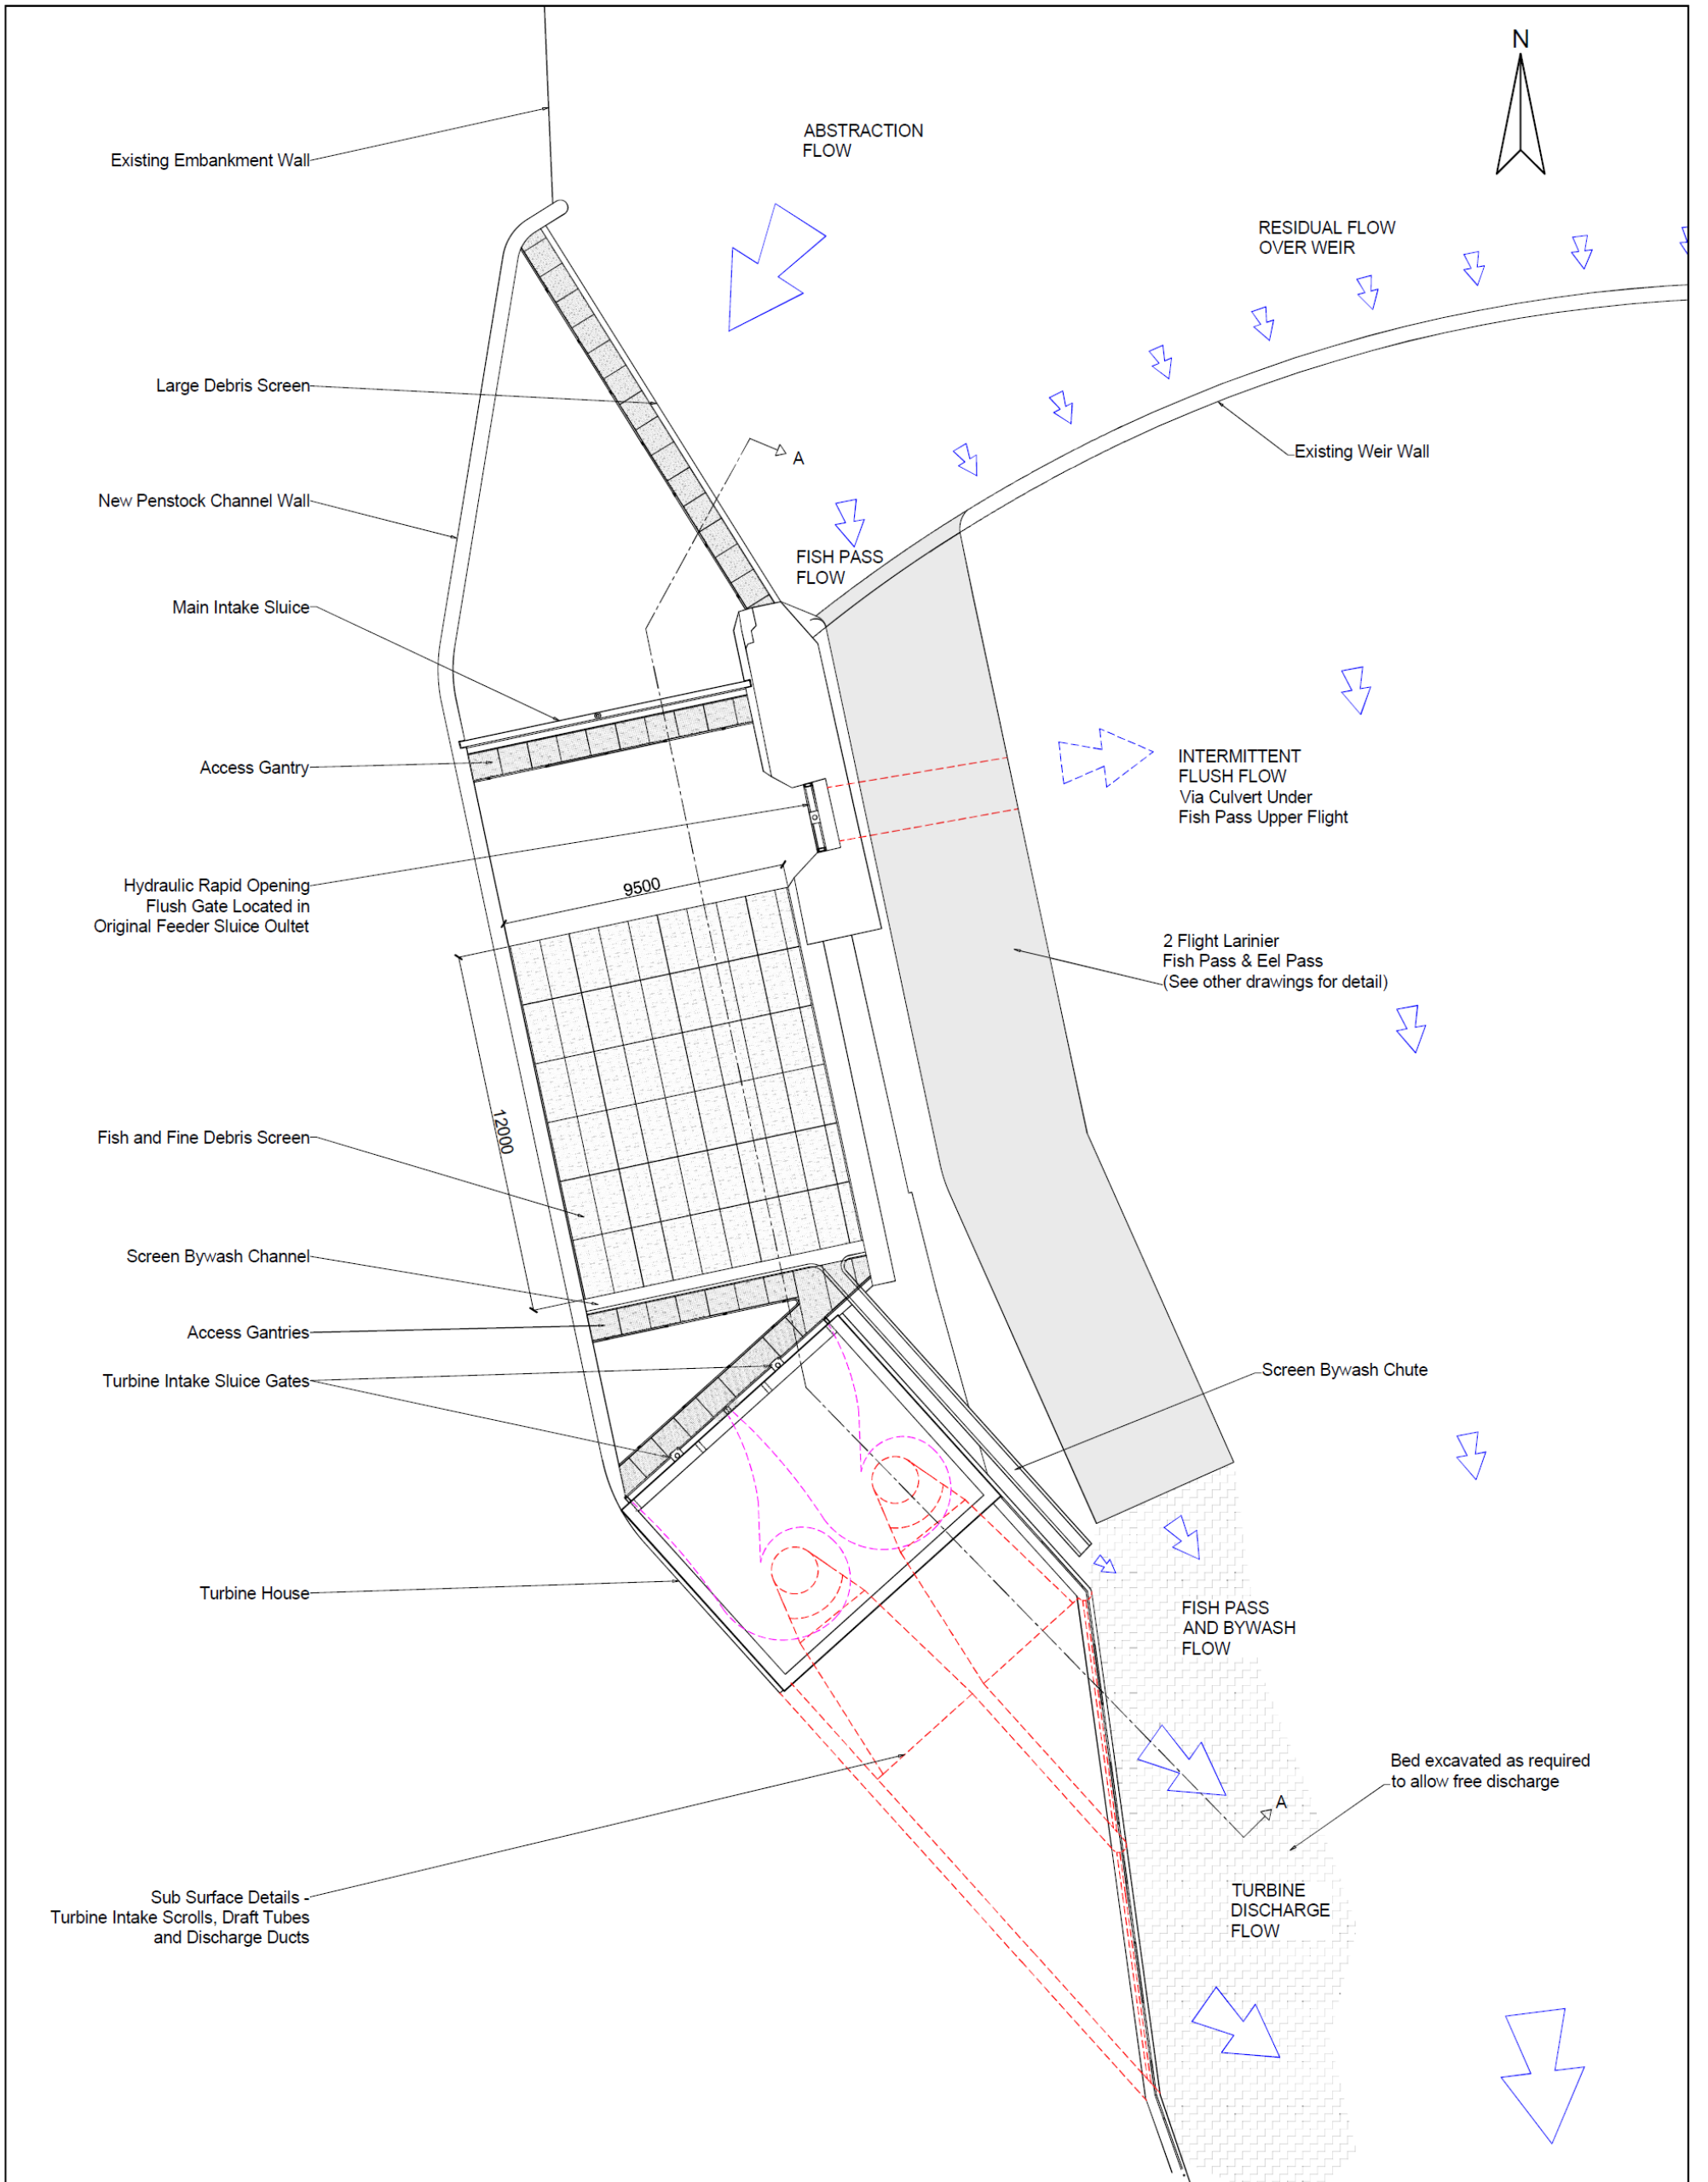 N
ABSTRACTION
FLOW
Existing Embankment Wall
RESIDUAL FLOW
OVER WEIR
Large Debris Screen
A
Existing Weir Wall
New Penstock Channel Wall
FISH PASS
FLOW
Main Intake Sluice
Access Gantry
INTERMITTENT
FLUSH FLOW
Via Culvert Under
Fish Pass Upper Flight
Hydraulic Rapid Opening
Flush Gate Located in
Original Feeder Sluice Oultet
9500
2 Flight Larinier
Fish Pass & Eel Pass
(See other drawings for detail)
12000
Fish and Fine Debris Screen
Screen Bywash Channel
Access Gantries
Turbine Intake Sluice Gates
Screen Bywash Chute
Turbine House
FISH PASS
AND BYWASH
FLOW
Bed excavated as required
to allow free discharge
A
Sub Surface Details -
Turbine Intake Scrolls, Draft Tubes
and Discharge Ducts
TURBINE
DISCHARGE
FLOW